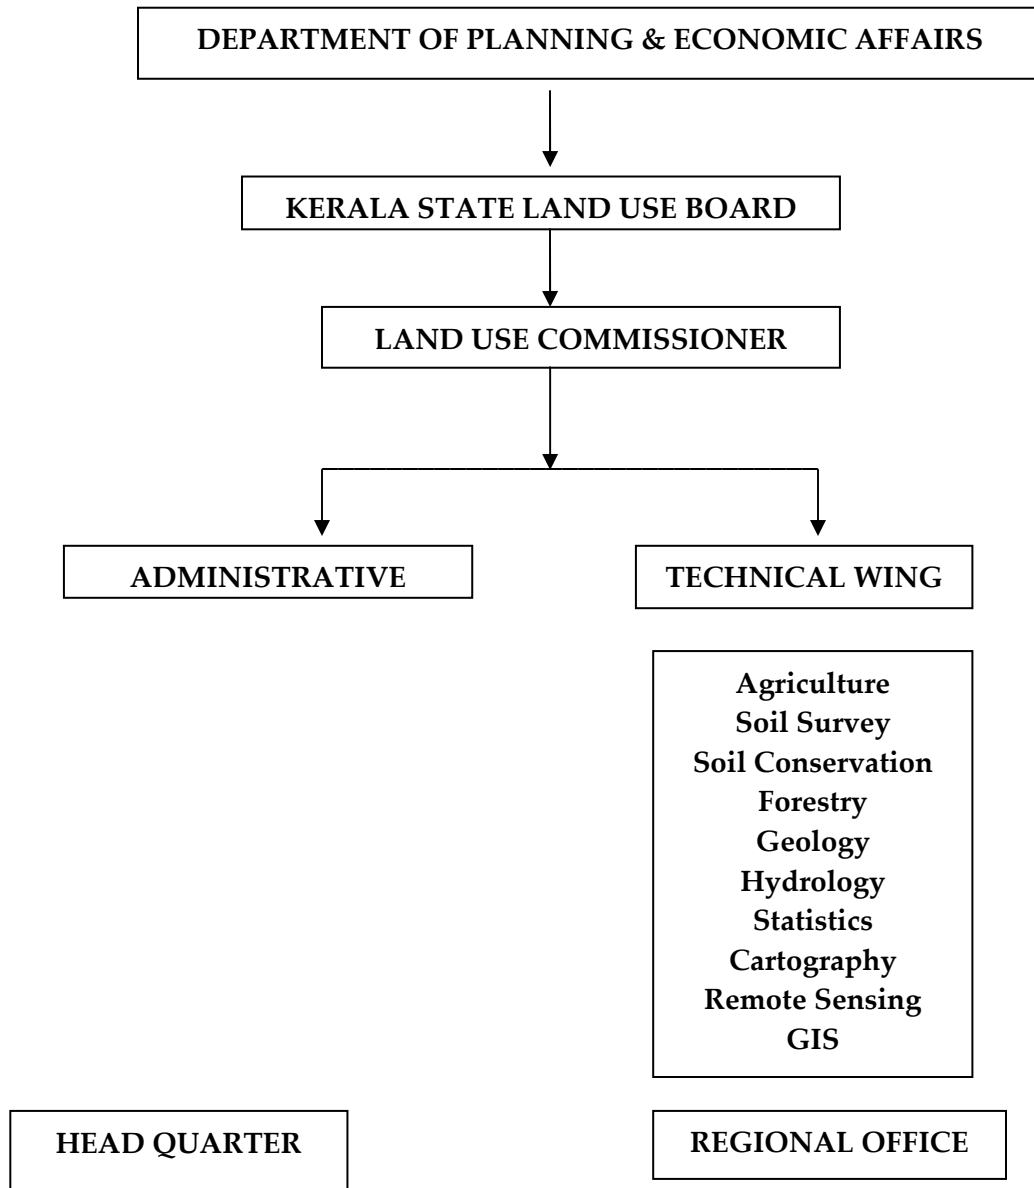 DEPARTMENT OF PLANNING & ECONOMIC AFFAIRS
KERALA STATE LAND USE BOARD
LAND USE COMMISSIONER
ADMINISTRATIVE
TECHNICAL WING
Agriculture
Soil Survey
Soil Conservation
Forestry
Geology
Hydrology
Statistics
Cartography
Remote Sensing
GIS
HEAD QUARTER
REGIONAL OFFICE